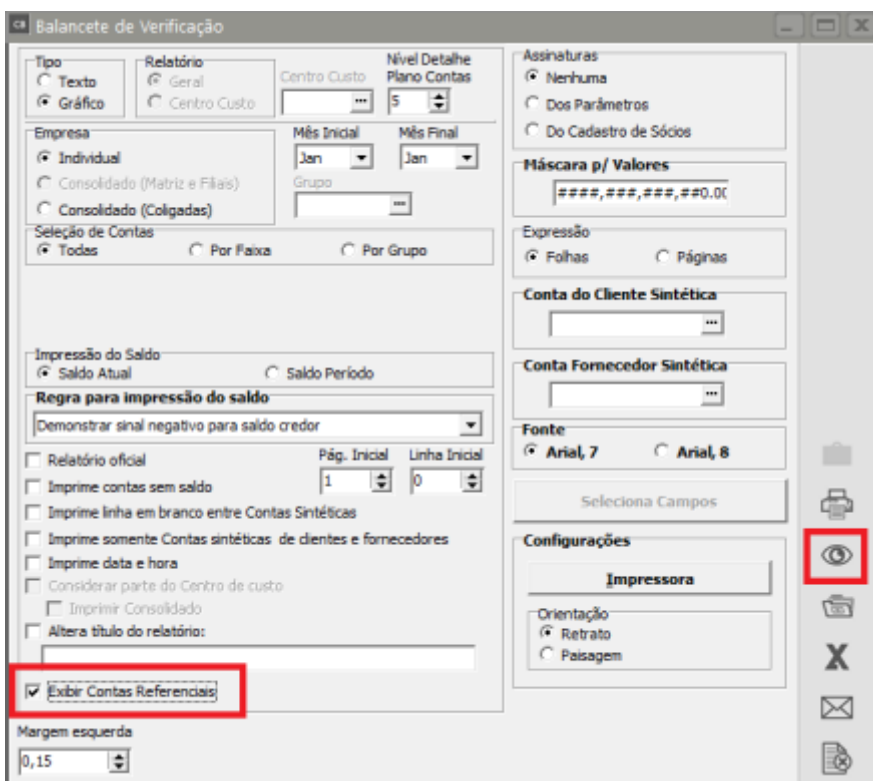 CB Balancete de Verificação
Tipo
Texto
Gráfico
Relatório
Geral
Centro Custo
Centro Custo
Nível Detalhe
Plano Contas
5
Empresa
Individual
Consolidado (Matriz e Filiais)
Consolidado (Coligadas)
Mês Inicial
Jan
Mês Final
Jan
Grupo
Seleção de Contas
Todas
Por Faixa
Por Grupo
Impressão do Saldo
Saldo Atual
Saldo Período
Regra para impressão do saldo
Demonstrar sinal negativo para saldo credor
Relatório oficial
Imprime contas sem saldo
Pág. Inicial
1
Linha Inicial
0
Imprime linha em branco entre Contas Sintéticas
Imprime somente Contas sintéticas de clientes e fornecedores
Imprime data e hora
Considerar parte do Centro de custo
Imprimir Consolidado
Altera título do relatório:
Exibir Contas Referenciais
Margem esquerda
0,15
Assinaturas
Nenhuma
Dos Parâmetros
Do Cadastro de Sócios
Máscara p/ Valores
####,###,###,##0.00
Expressão
Folhas
Páginas
Conta do Cliente Sintética
Conta Fornecedor Sintética
Fonte
Arial, 7
Arial, 8
Seleciona Campos
Configurações
Impressora
Orientação
Retrato
Paisagem
X